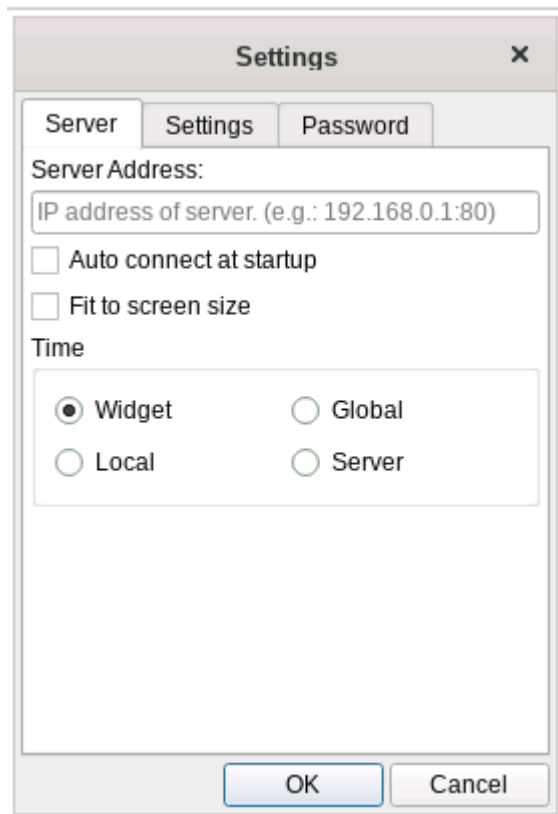 Settings
Server Settings Password
Server Address:
IP address of server. (e.g.: 192.168.0.1:80)
Auto connect at startup
Fit to screen size
Time
Widget Global
Local Server
OK Cancel